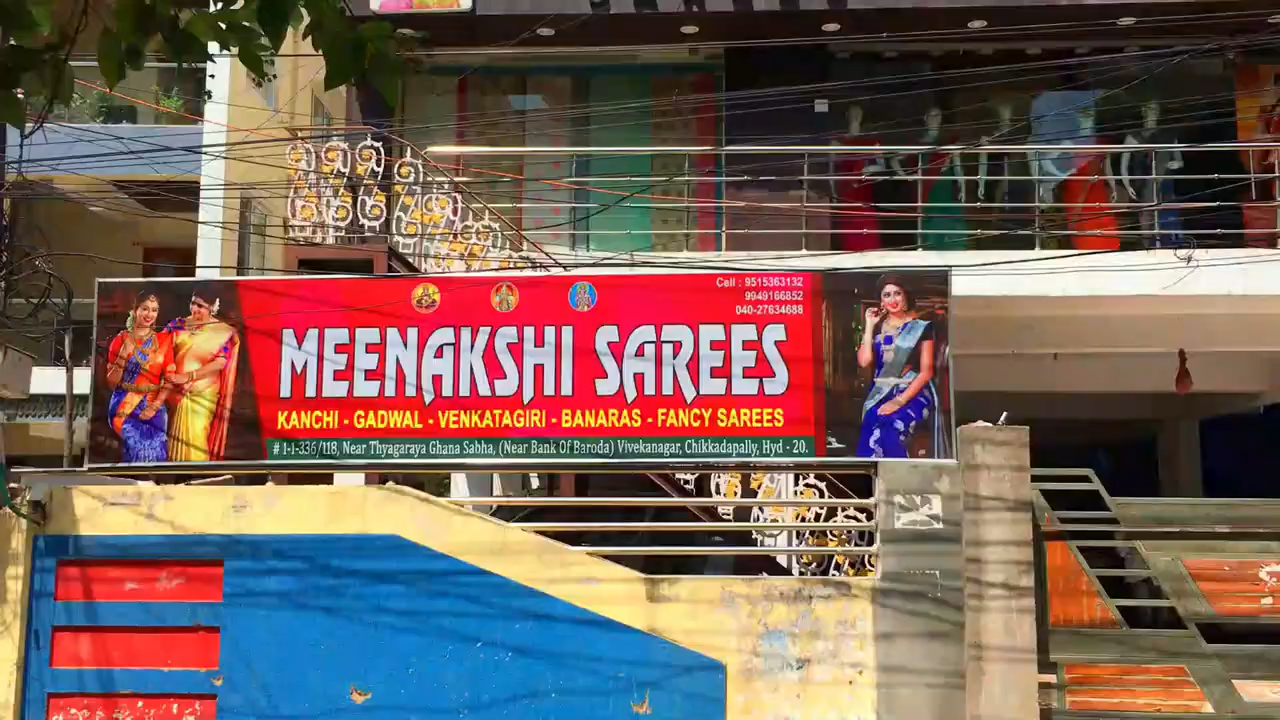 Cell : 9515363132
9949166852
040-27634688
MEENAKSHI SAREES
KANCHI - GADWAL - VENKATAGIRI - BANARAS - FANCY SAREES
# 1-1-336/118, Near Thyagaraya Ghana Sabha, (Near Bank Of Baroda) Vivekanagar, Chikkadapally, Hyd - 20.